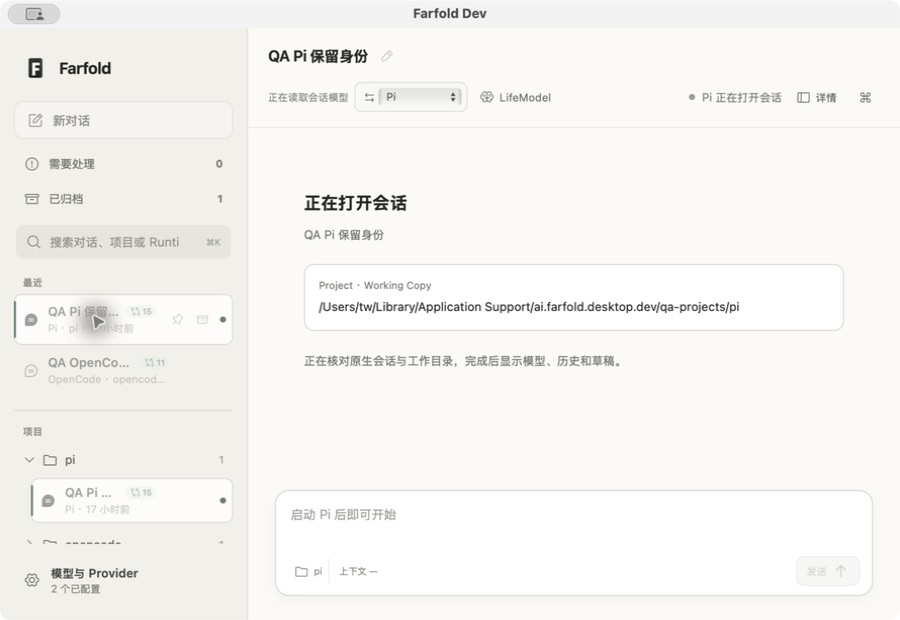 Farfold Dev
Farfold
新对话
需要处理 0
已归档 1
搜索对话、项目或 Runti ⌘K
最近
QA Pi 保留... 15
Pi · pi 小时前
QA OpenCo... 11
OpenCode · opencod...
项目
pi 1
QA Pi ... 15
Pi · 17 小时前
模型与 Provider
2 个已配置
QA Pi 保留身份
正在读取会话模型 Pi LifeModel Pi 正在打开会话 详情 ⌘
正在打开会话
QA Pi 保留身份
Project · Working Copy
/Users/tw/Library/Application Support/ai.farfold.desktop.dev/qa-projects/pi
正在核对原生会话与工作目录，完成后显示模型、历史和草稿。
启动 Pi 后即可开始
pi 上下文 — 发送